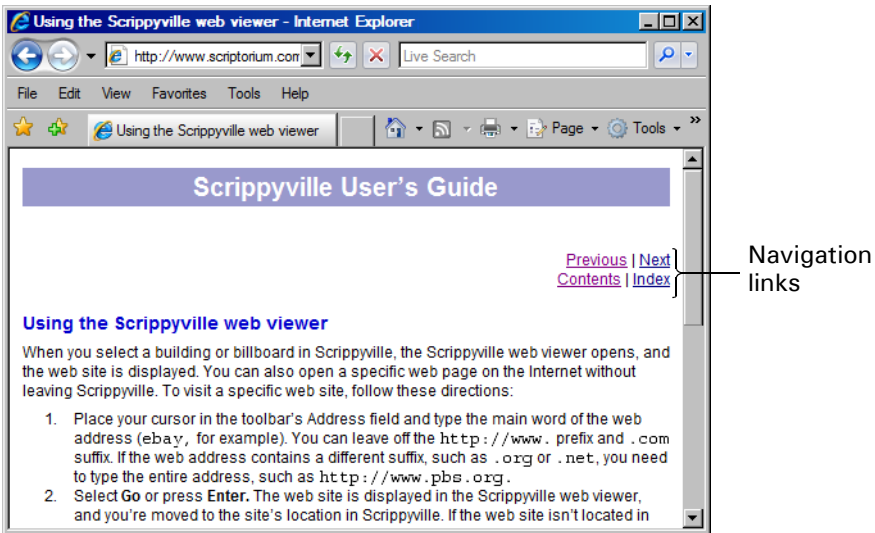 Using the Scrippyville web viewer - Internet Explorer
http://www.scriptorium.com
Live Search
File Edit View Favorites Tools Help
Using the Scrippyville web viewer
Page Tools »
Scrippyville User's Guide
Previous | Next
Contents | Index
Navigation
links
Using the Scrippyville web viewer
When you select a building or billboard in Scrippyville, the Scrippyville web viewer opens, and
the web site is displayed. You can also open a specific web page on the Internet without
leaving Scrippyville. To visit a specific web site, follow these directions:
1. Place your cursor in the toolbar's Address field and type the main word of the web
address (ebay, for example). You can leave off the http://www. prefix and .com
suffix. If the web address contains a different suffix, such as .org or .net, you need
to type the entire address, such as http://www.pbs.org.
2. Select Go or press Enter. The web site is displayed in the Scrippyville web viewer,
and you're moved to the site's location in Scrippyville. If the web site isn't located in